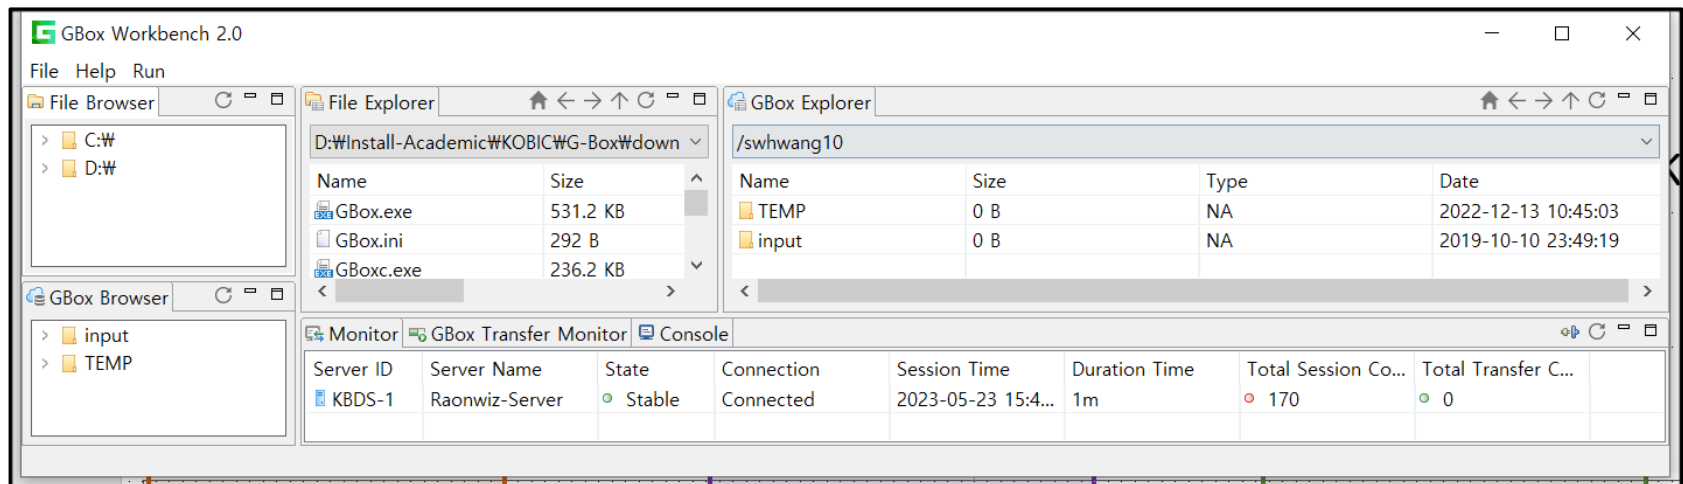 GBox Workbench 2.0
File Help Run
File Browser
C:₩
D:₩
GBox Browser
input
TEMP
File Explorer
D:₩Install-Academic₩KOBIC₩G-Box₩down
Name Size
GBox.exe 531.2 KB
GBox.ini 292 B
GBoxc.exe 236.2 KB
GBox Explorer
/swhwang10
Name Size Type Date
TEMP 0 B NA 2022-12-13 10:45:03
input 0 B NA 2019-10-10 23:49:19
Monitor GBox Transfer Monitor Console
Server ID Server Name State Connection Session Time Duration Time Total Session Co... Total Transfer C...
KBDS-1 Raonwiz-Server Stable Connected 2023-05-23 15:4... 1m 170 0